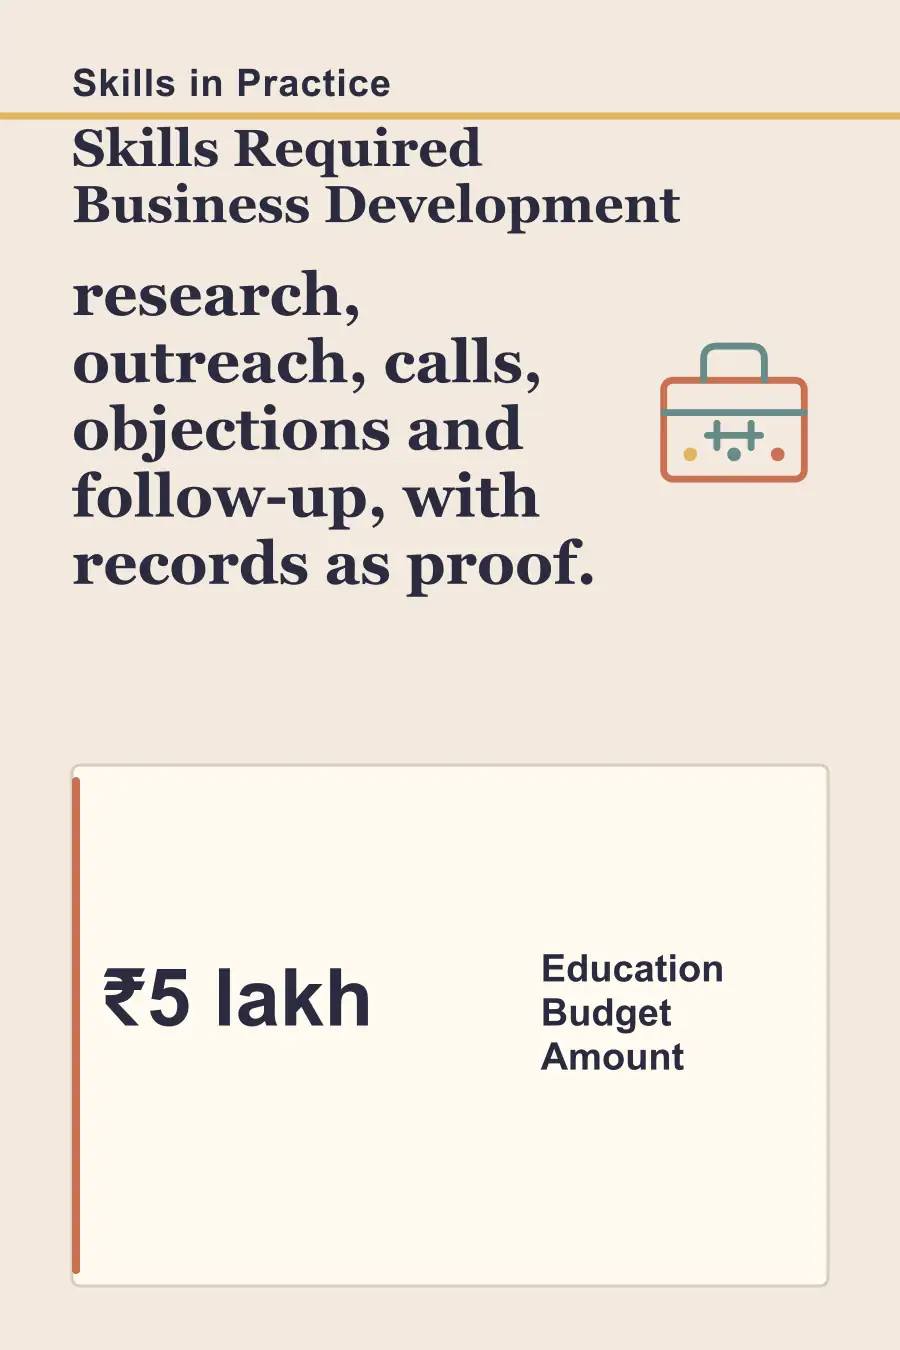 Skills in Practice
Skills Required
Business Development
research,
outreach, calls,
objections and
follow-up, with
records as proof.
₹5 lakh
Education
Budget
Amount